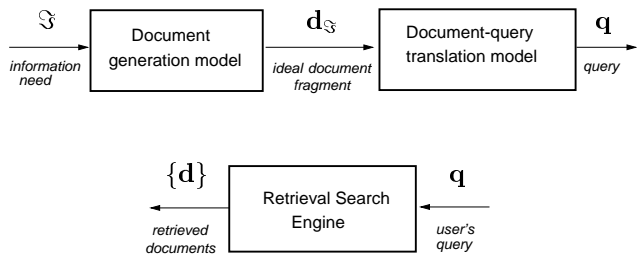 ℑ
information
need
Document
generation model
d_ℑ
ideal document
fragment
Document-query
translation model
q
query
{d}
retrieved
documents
Retrieval Search
Engine
q
user's
query